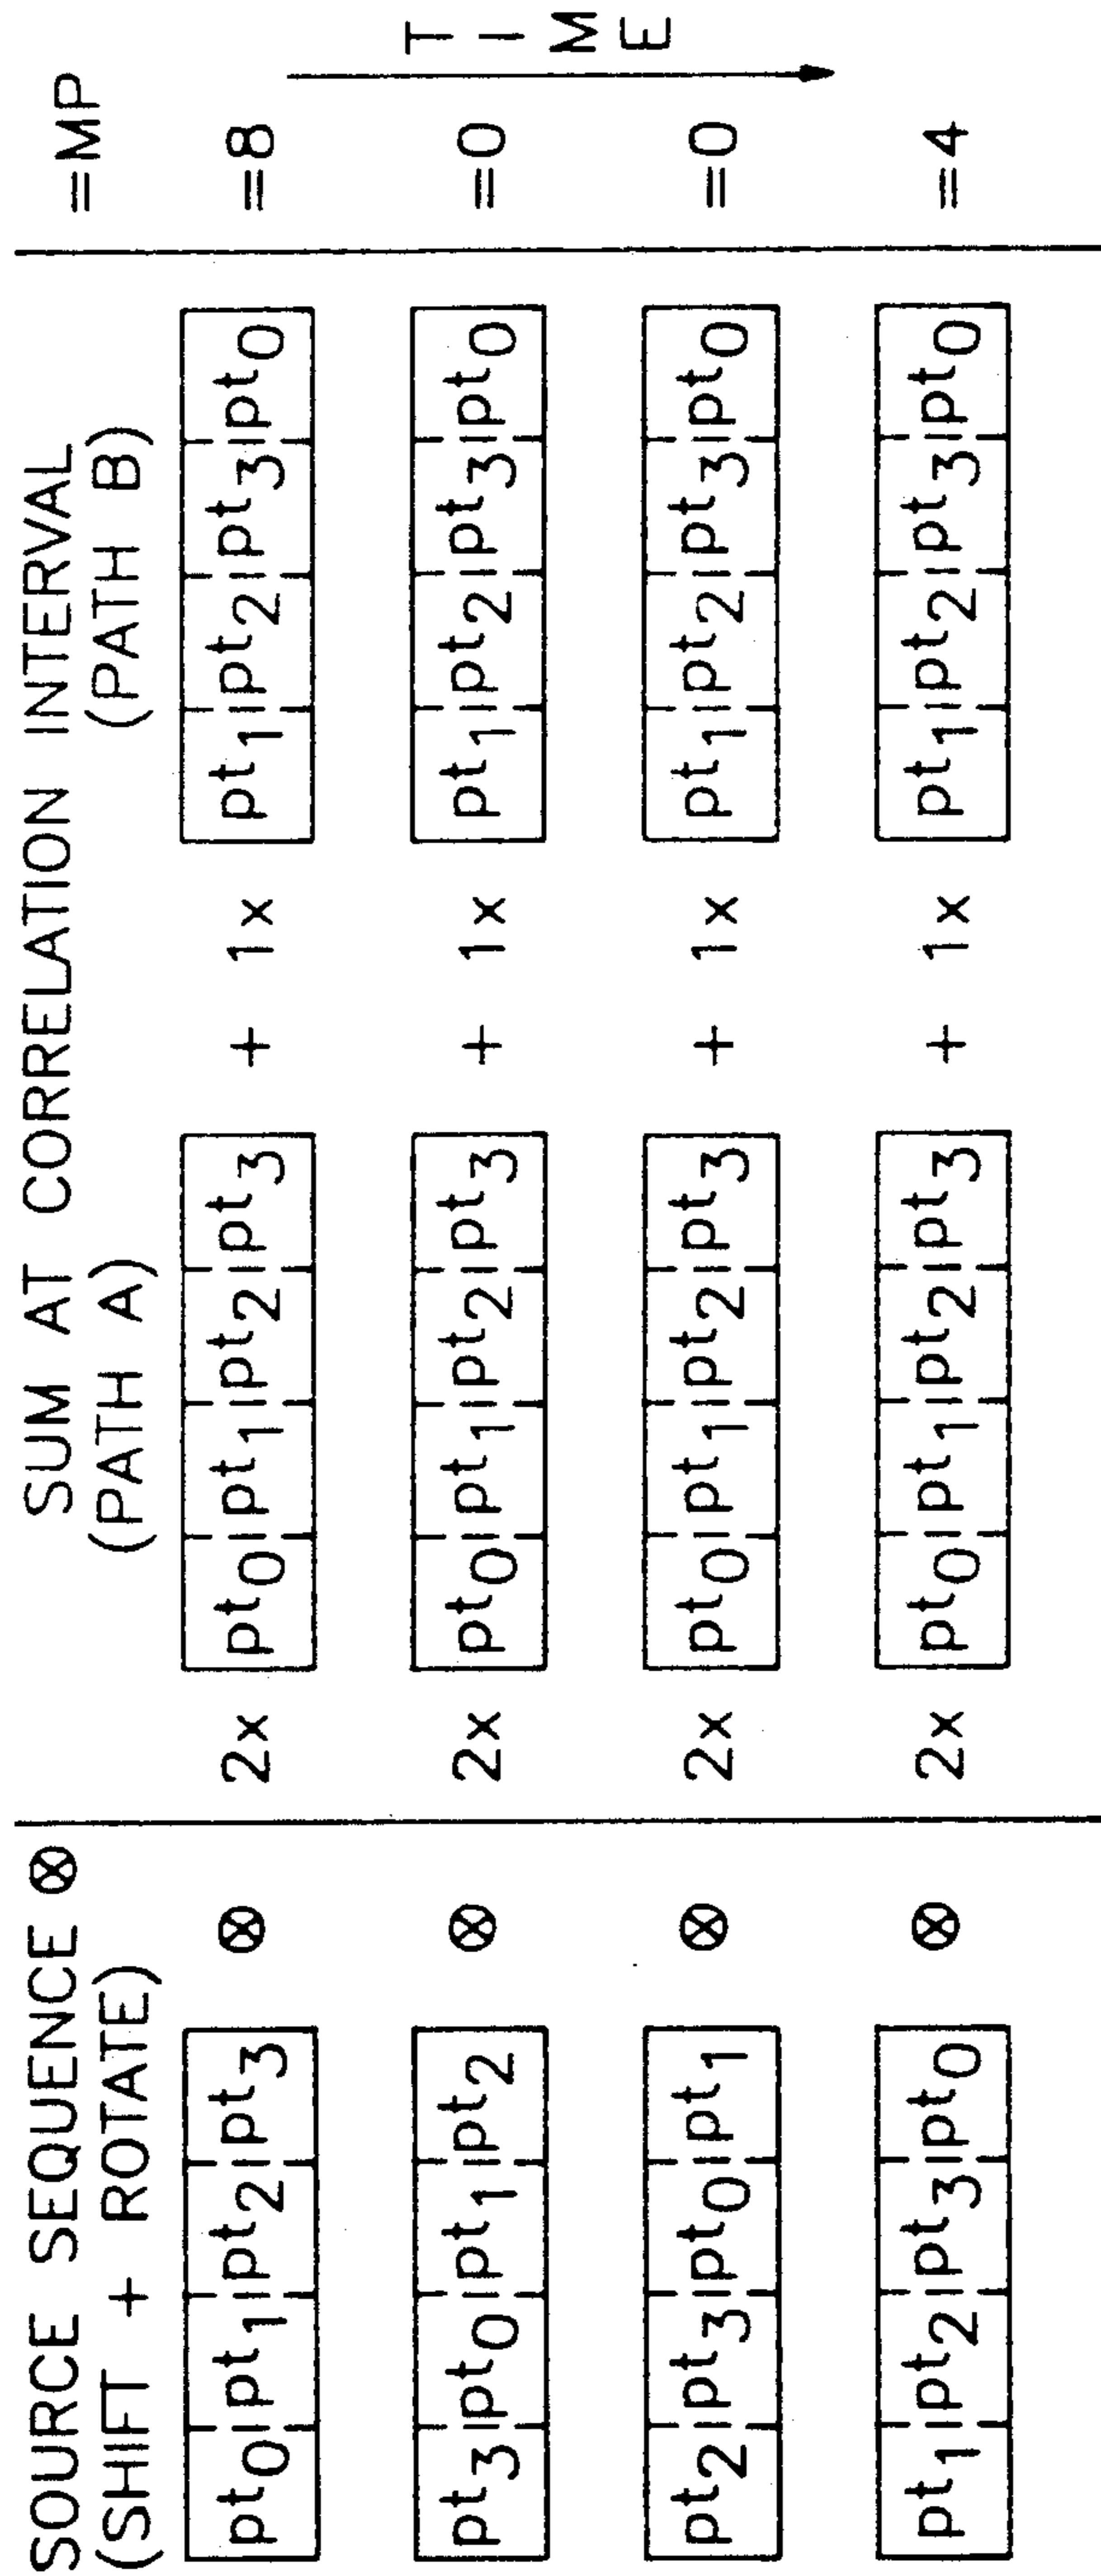 SOURCE SEQUENCE ⊗ SUM AT CORRELATION INTERVAL =MP
(SHIFT + ROTATE) (PATH A) (PATH B)
pt0 pt1 pt2 pt3 ⊗ 2x pt0 pt1 pt2 pt3 + 1x pt1 pt2 pt3 pt0 =8
pt3 pt0 pt1 pt2 ⊗ 2x pt0 pt1 pt2 pt3 + 1x pt1 pt2 pt3 pt0 =0
pt2 pt3 pt0 pt1 ⊗ 2x pt0 pt1 pt2 pt3 + 1x pt1 pt2 pt3 pt0 =0
pt1 pt2 pt3 pt0 ⊗ 2x pt0 pt1 pt2 pt3 + 1x pt1 pt2 pt3 pt0 =4
TIME